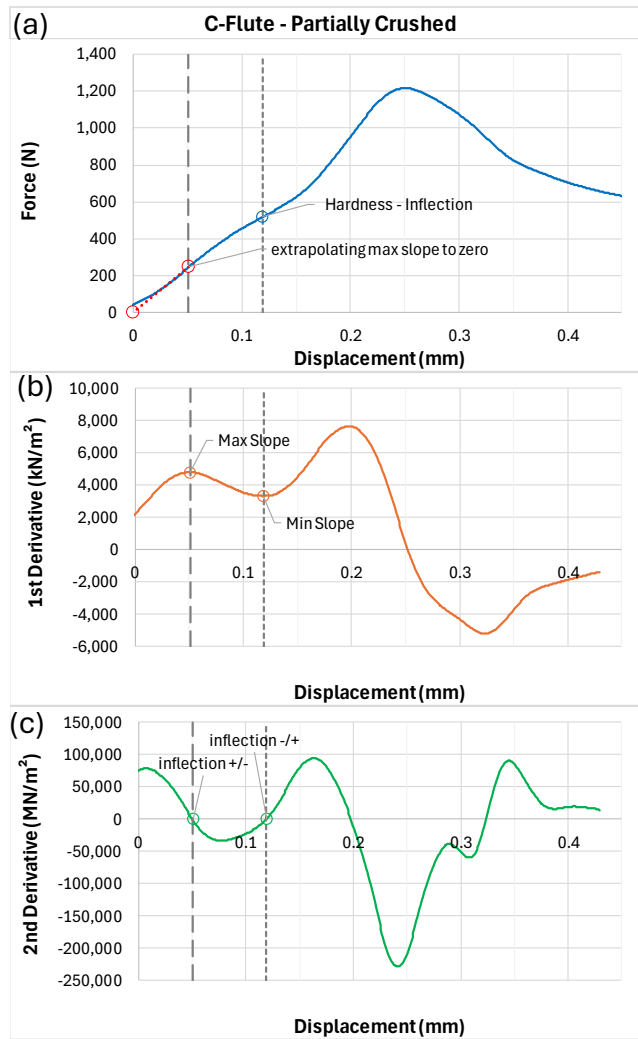 (a)
C-Flute - Partially Crushed
1,400
1,200
1,000
800
600
400
200
0
Force (N)
Hardness - Inflection
extrapolating max slope to zero
0 0.1 0.2 0.3 0.4
Displacement (mm)
(b)
10,000
8,000
6,000
4,000
2,000
0
-2,000
-4,000
-6,000
1st Derivative (kN/m²)
Max Slope
Min Slope
0 0.1 0.2 0.3 0.4
Displacement (mm)
(c)
150,000
100,000
50,000
0
-50,000
-100,000
-150,000
-200,000
-250,000
2nd Derivative (MN/m²)
inflection -/+
inflection +/-
0 0.1 0.2 0.3 0.4
Displacement (mm)